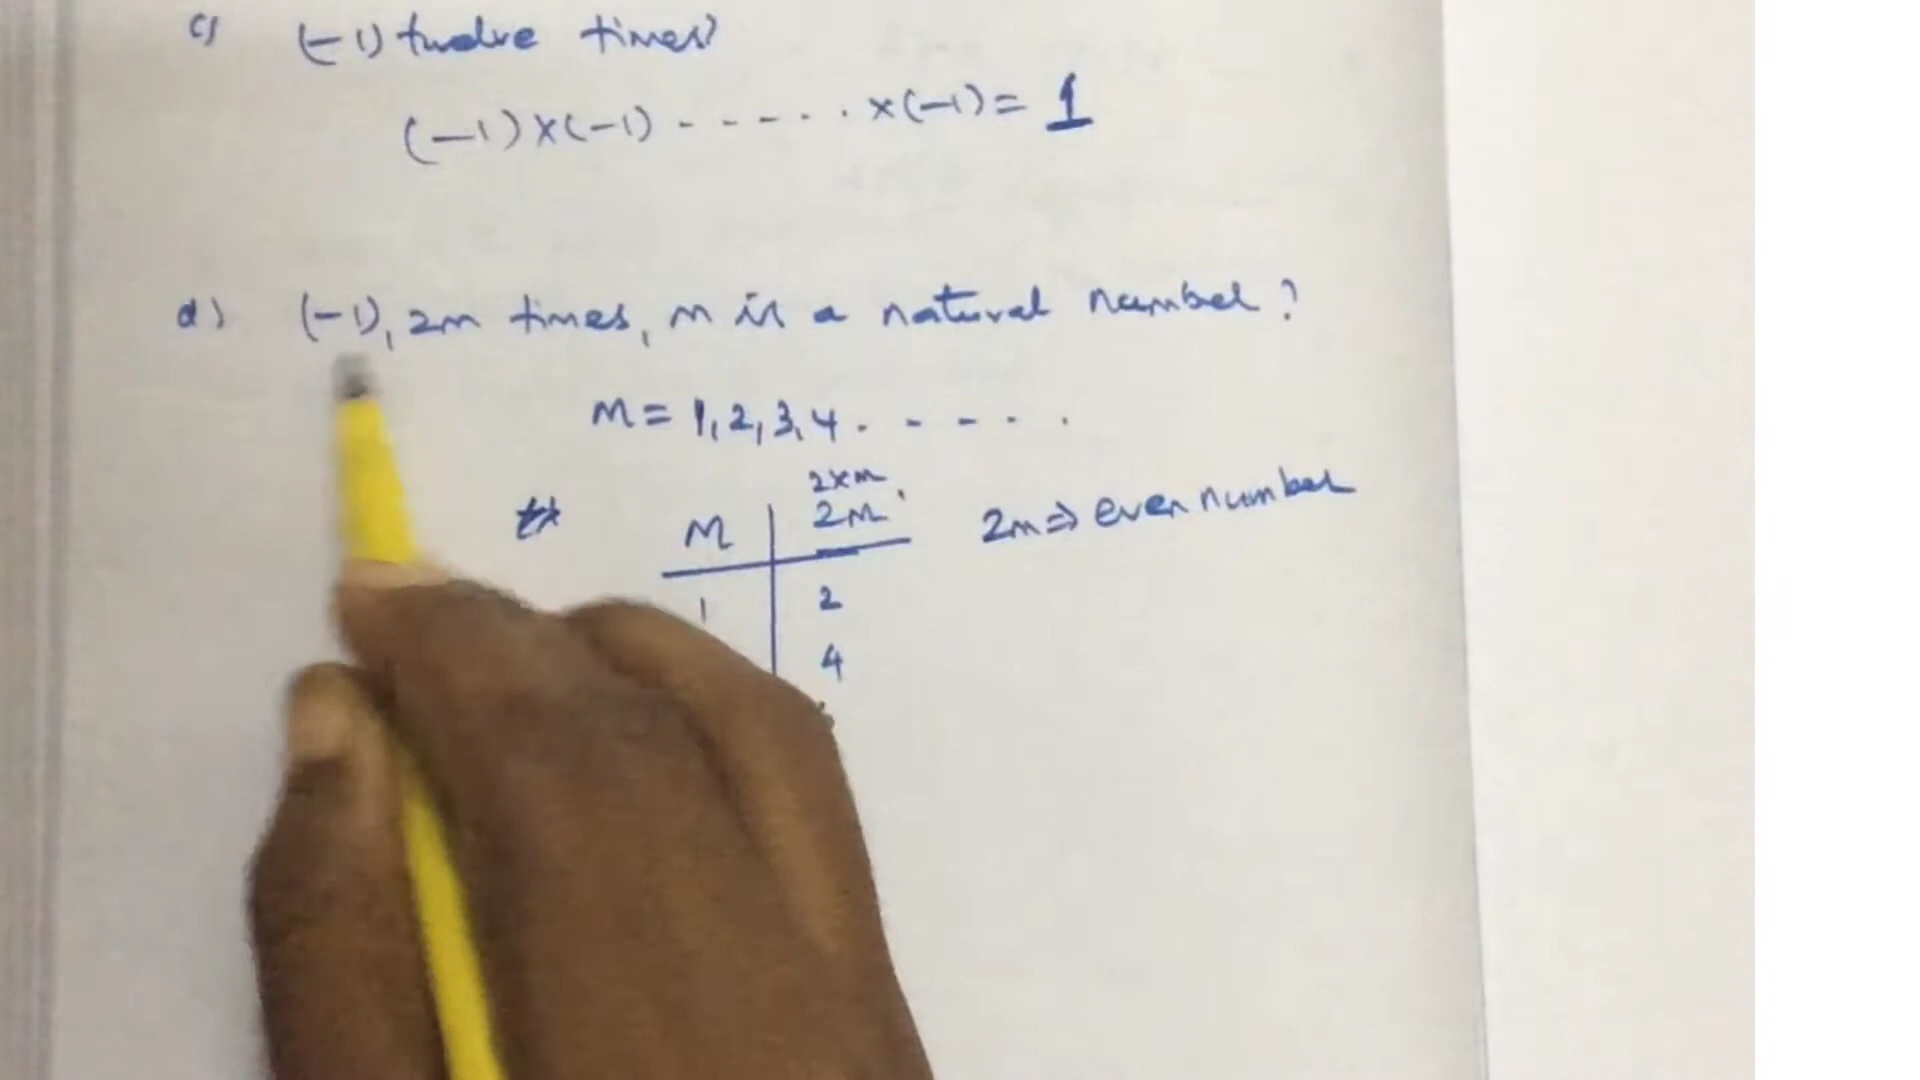 c) (-1) twelve times?
(-1)x(-1) - - - - . . x(-1)= 1
d) (-1), 2m times, m is a natural number?
m = 1, 2, 3, 4 . - - - . .
2xm
m | 2m 2m => even number
1 | 2
4